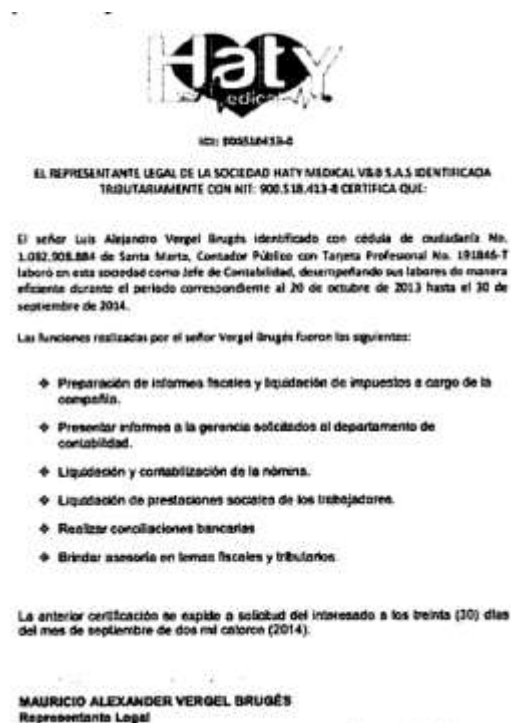 Haty
edical
EL REPRESENTANTE LEGAL DE LA SOCIEDAD HATY MEDICAL V&B S.A.S IDENTIFICADA
TRIBUTARIAMENTE CON NIT: 900.518.413-8 CERTIFICA QUE:
El señor Luis Alejandro Vergel Brugés identificado con cédula de ciudadanía No.
1.082.908.884 de Santa Marta, Contador Público con Tarjeta Profesional No. 191846-T
laboró en esta sociedad como Jefe de Contabilidad, desempeñando sus labores de manera
eficiente durante el periodo correspondiente al 20 de octubre de 2013 hasta el 30 de
septiembre de 2014.
Las funciones realizadas por el señor Vergel Brugés fueron las siguientes:
❖ Preparación de informes fiscales y liquidación de impuestos a cargo de la
compañía.
❖ Presentar informes a la gerencia solicitados al departamento de
contabilidad.
❖ Liquidación y contabilización de la nómina.
❖ Liquidación de prestaciones sociales de los trabajadores.
❖ Realizar conciliaciones bancarias
❖ Brindar asesoría en temas fiscales y tributarios.
La anterior certificación se expide a solicitud del interesado a los treinta (30) días
del mes de septiembre de dos mil catorce (2014).
MAURICIO ALEXANDER VERGEL BRUGÉS
Representante Legal